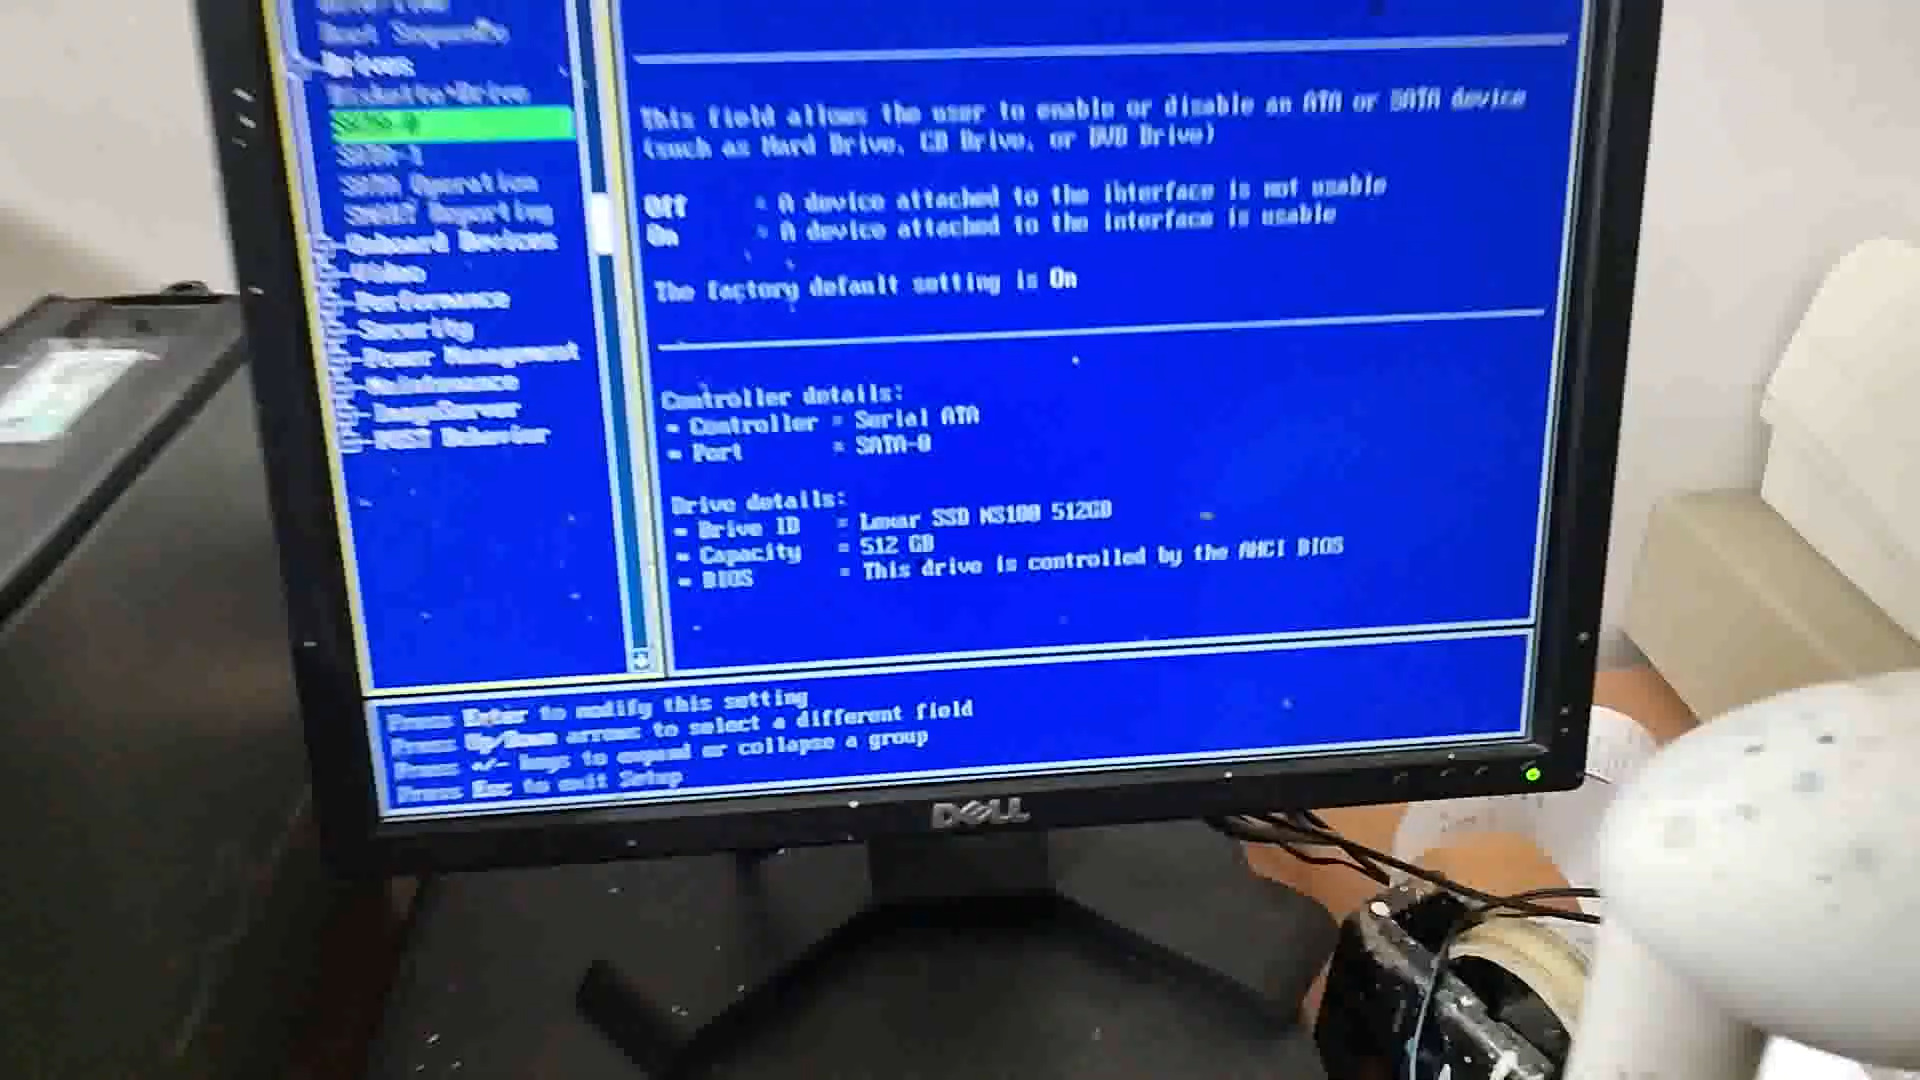 Boot Sequence
Drives
Diskette Drive
SATA-0
SATA-1
SATA Operation
SMART Reporting
Onboard Devices
Video
Performance
Security
Power Management
Maintenance
ImageServer
POST Behavior
This field allows the user to enable or disable an ATA or SATA device
(such as Hard Drive, CD Drive, or DVD Drive)
Off = A device attached to the interface is not usable
On = A device attached to the interface is usable
The factory default setting is On
Controller details:
- Controller = Serial ATA
- Port = SATA-0
Drive details:
- Drive ID = Lexar SSD NS100 512GB
- Capacity = 512 GB
- BIOS = This drive is controlled by the AHCI BIOS
Press Enter to modify this setting
Press Up/Down arrows to select a different field
Press +/- keys to expand or collapse a group
Press Esc to exit Setup
DELL